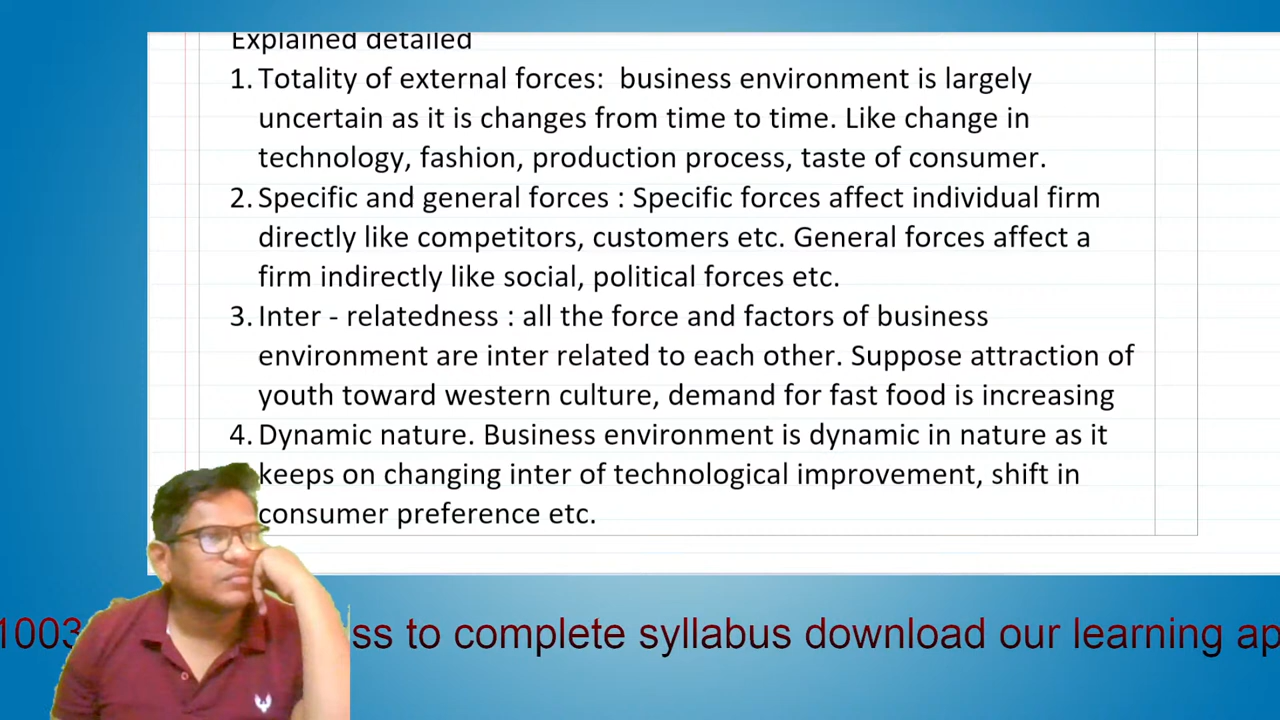 Explained detailed
1. Totality of external forces: business environment is largely
uncertain as it is changes from time to time. Like change in
technology, fashion, production process, taste of consumer.
2. Specific and general forces : Specific forces affect individual firm
directly like competitors, customers etc. General forces affect a
firm indirectly like social, political forces etc.
3. Inter - relatedness : all the force and factors of business
environment are inter related to each other. Suppose attraction of
youth toward western culture, demand for fast food is increasing
4. Dynamic nature. Business environment is dynamic in nature as it
keeps on changing inter of technological improvement, shift in
consumer preference etc.
1003 ss to complete syllabus download our learning ap